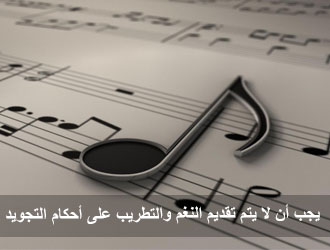 يجب أن لا يتم تقديم النغم والتطريب على أحكام التجويد